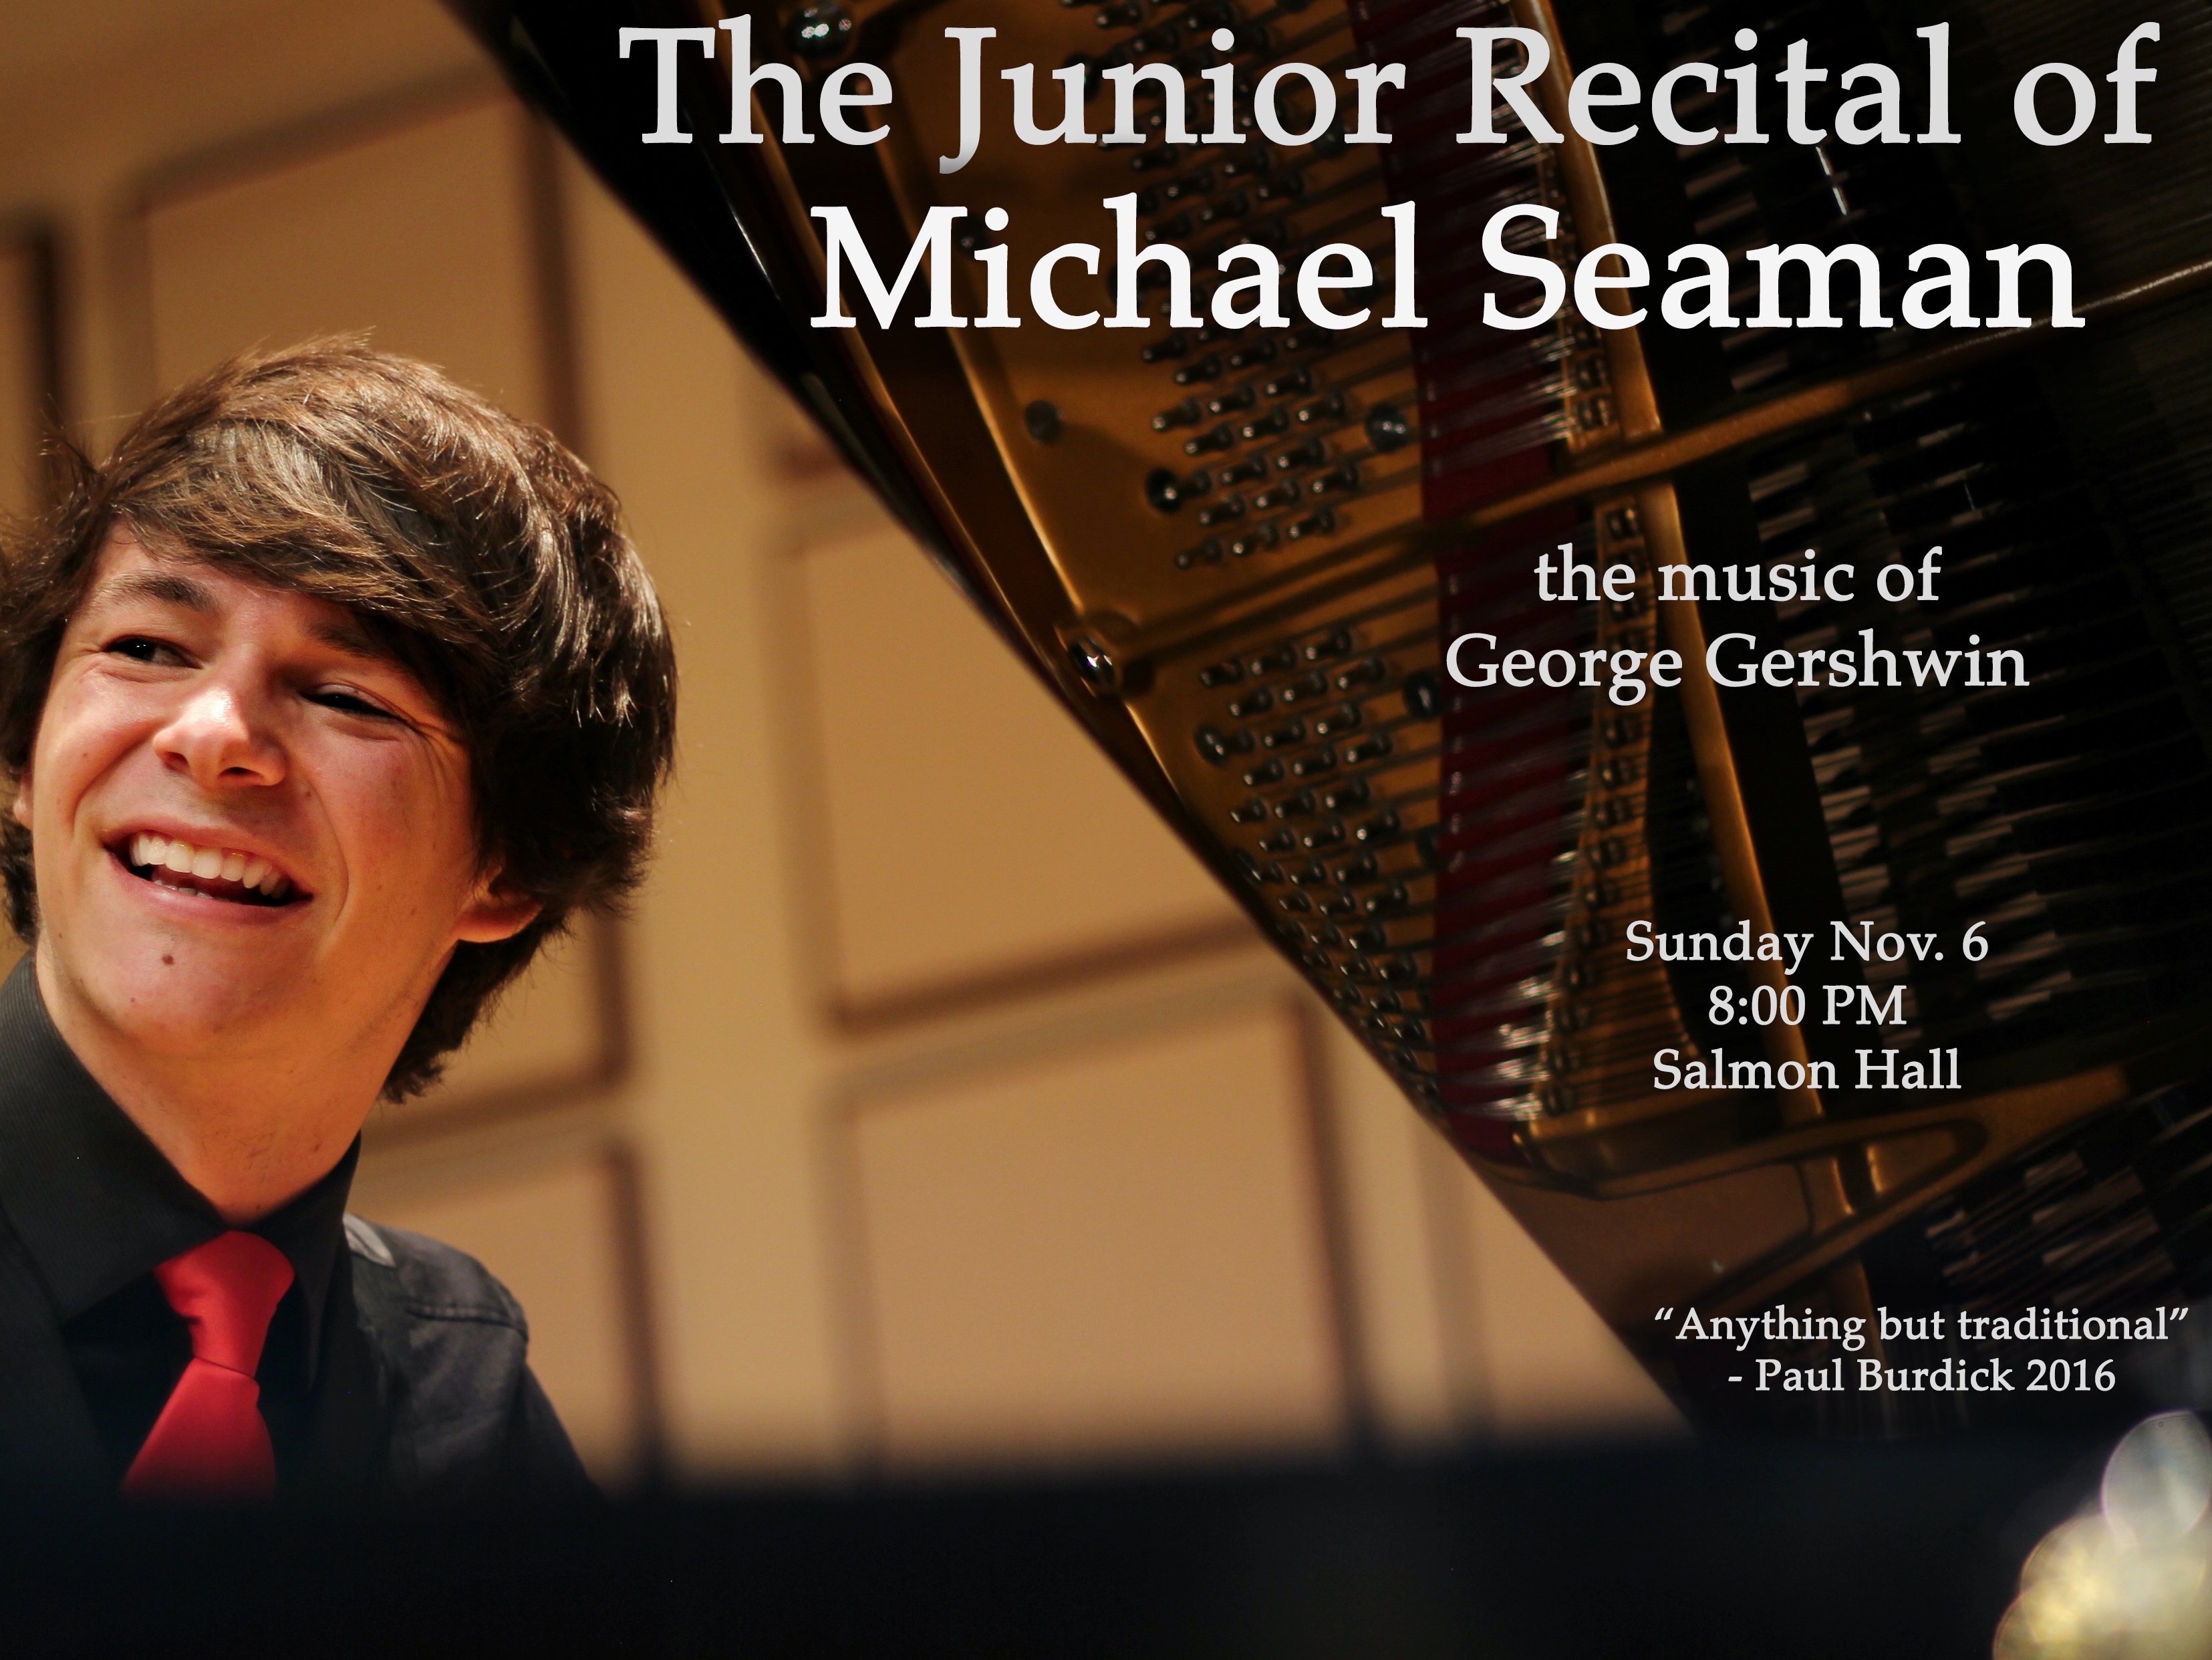 The Junior Recital of
Michael Seaman
the music of
George Gershwin
Sunday Nov. 6
8:00 PM
Salmon Hall
“Anything but traditional”
- Paul Burdick 2016